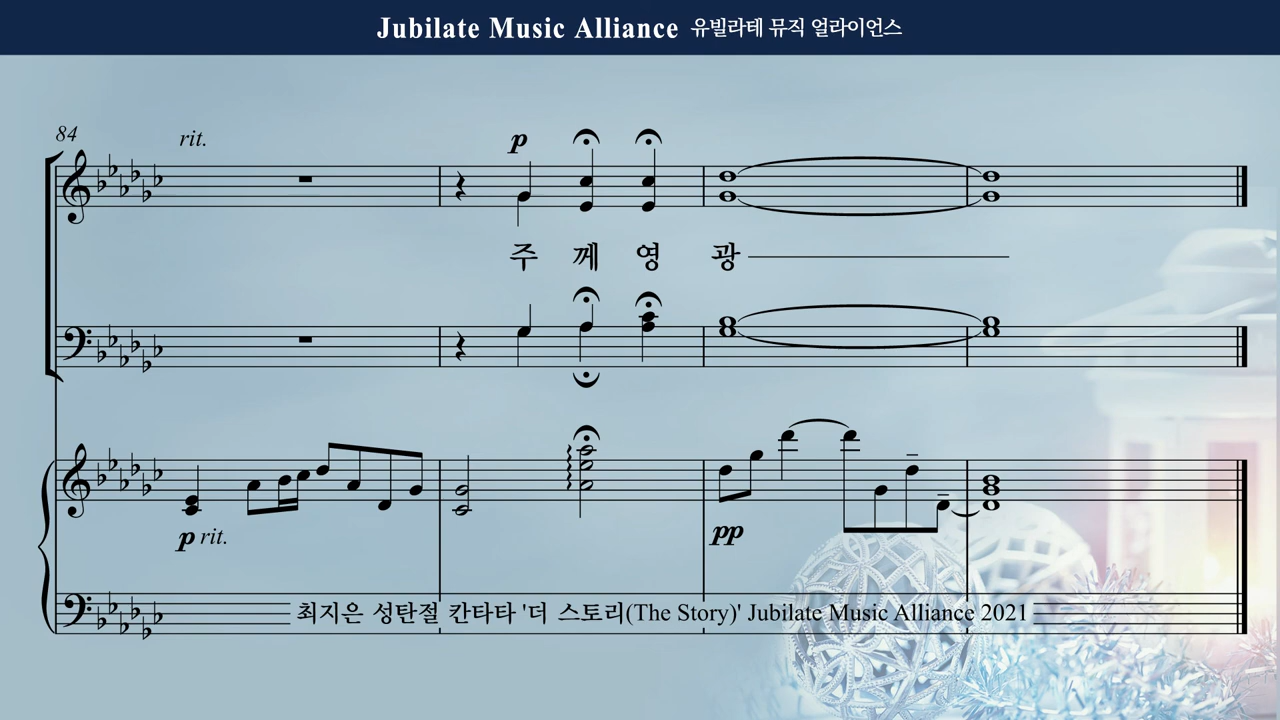 Jubilate Music Alliance 유빌라테 뮤직 얼라이언스
84
rit.
p
주 께 영 광
p rit.
pp
최지은 성탄절 칸타타 '더 스토리(The Story)' Jubilate Music Alliance 2021